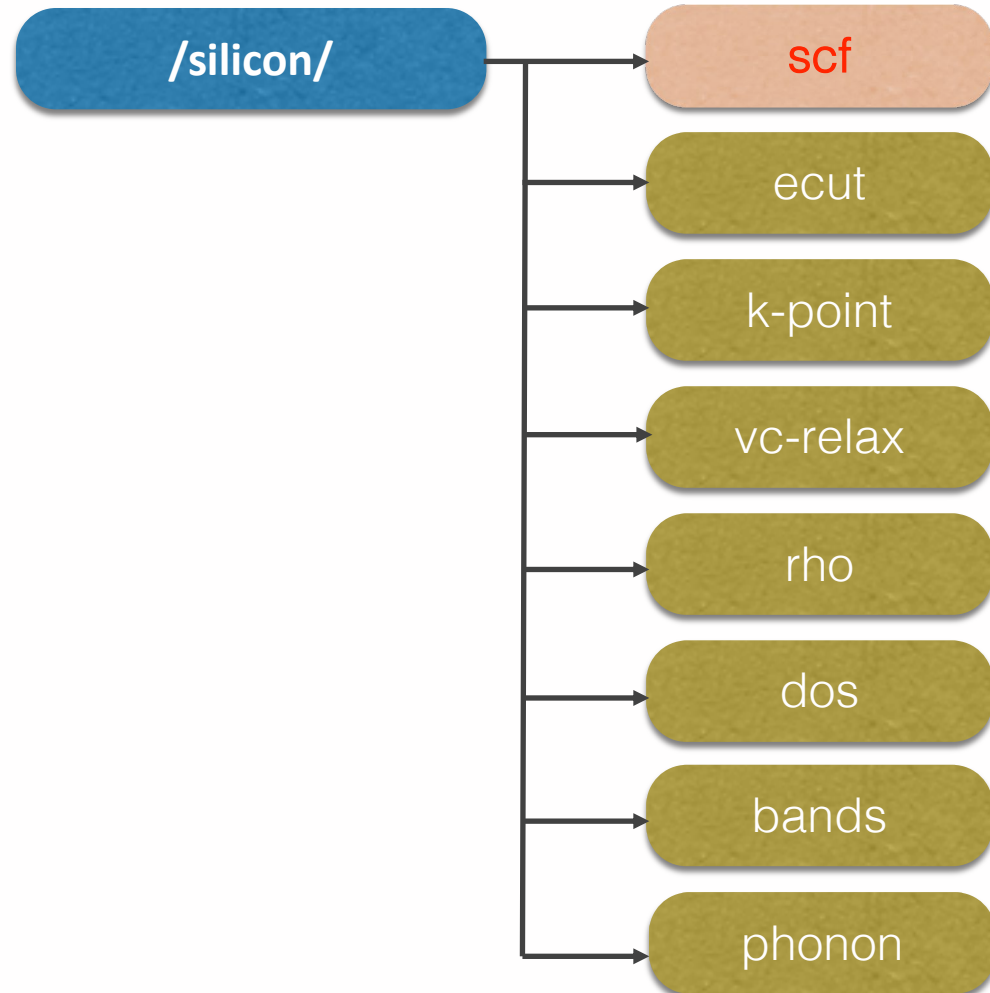 /silicon/
scf
ecut
k-point
vc-relax
rho
dos
bands
phonon